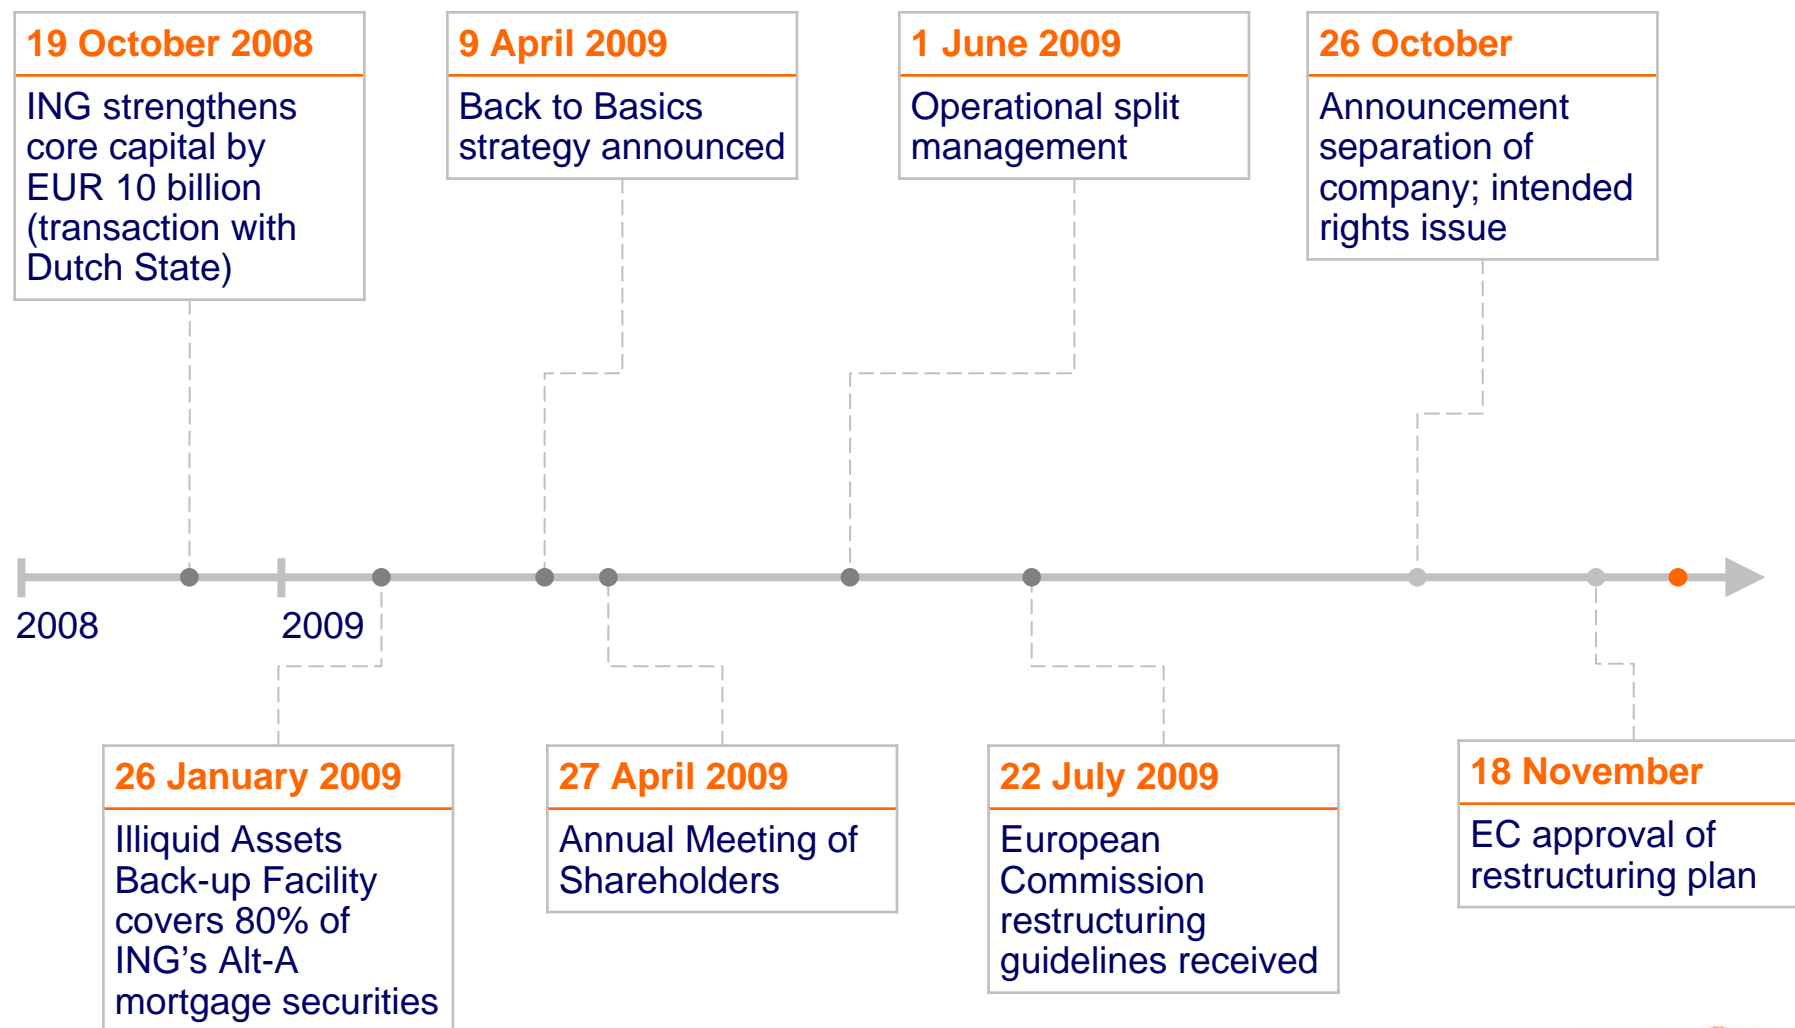 19 October 2008
ING strengthens
core capital by
EUR 10 billion
(transaction with
Dutch State)
9 April 2009
Back to Basics
strategy announced
1 June 2009
Operational split
management
26 October
Announcement
separation of
company; intended
rights issue
2008
2009
26 January 2009
Illiquid Assets
Back-up Facility
covers 80% of
ING’s Alt-A
mortgage securities
27 April 2009
Annual Meeting of
Shareholders
22 July 2009
European
Commission
restructuring
guidelines received
18 November
EC approval of
restructuring plan